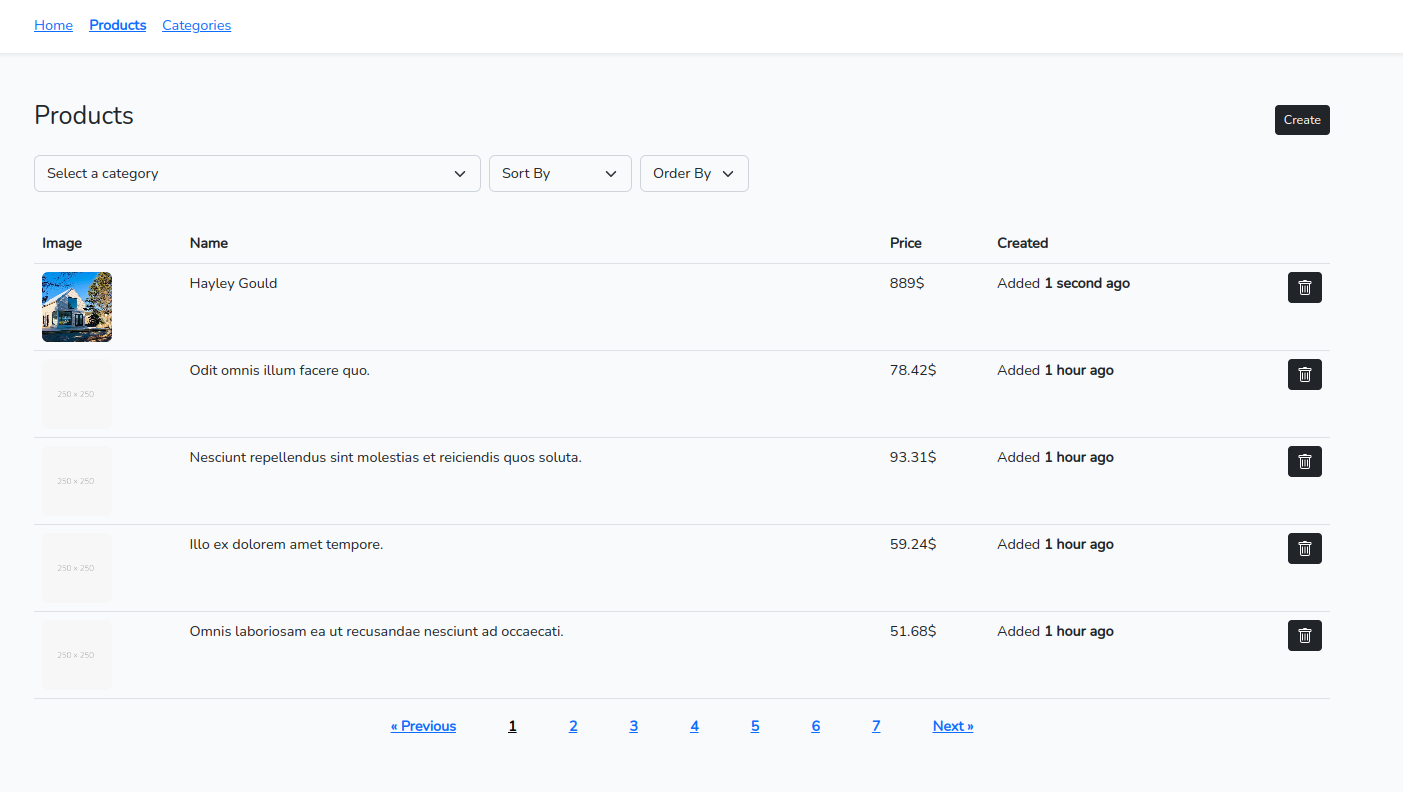 Home Products Categories
Products
Create
Select a category Sort By Order By
Image Name Price Created
Hayley Gould 889$ Added 1 second ago
250 × 250 Odit omnis illum facere quo. 78.42$ Added 1 hour ago
250 × 250 Nesciunt repellendus sint molestias et reiciendis quos soluta. 93.31$ Added 1 hour ago
250 × 250 Illo ex dolorem amet tempore. 59.24$ Added 1 hour ago
250 × 250 Omnis laboriosam ea ut recusandae nesciunt ad occaecati. 51.68$ Added 1 hour ago
« Previous 1 2 3 4 5 6 7 Next »